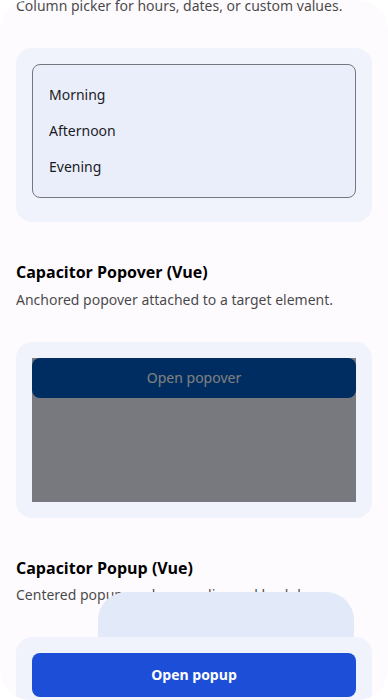 Column picker for hours, dates, or custom values.
Morning
Afternoon
Evening
Capacitor Popover (Vue)
Anchored popover attached to a target element.
Open popover
Capacitor Popup (Vue)
Centered
Open popup